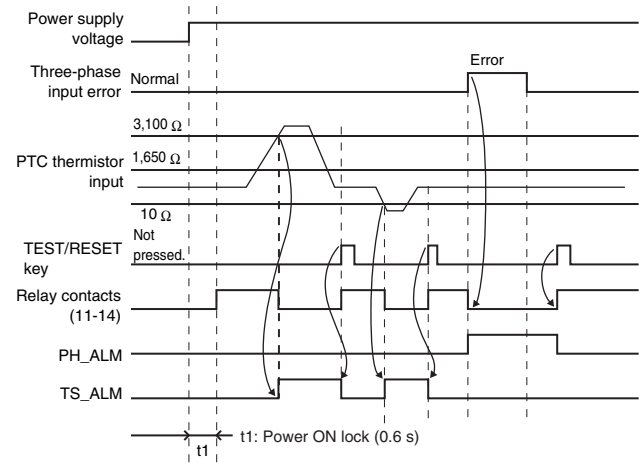 Power supply
voltage
Error
Three-phase
input error
Normal
3,100 Ω
PTC thermistor
input
1,650 Ω
10 Ω
TEST/RESET
key
Not
pressed.
Relay contacts
(11-14)
PH_ALM
TS_ALM
t1: Power ON lock (0.6 s)
t1